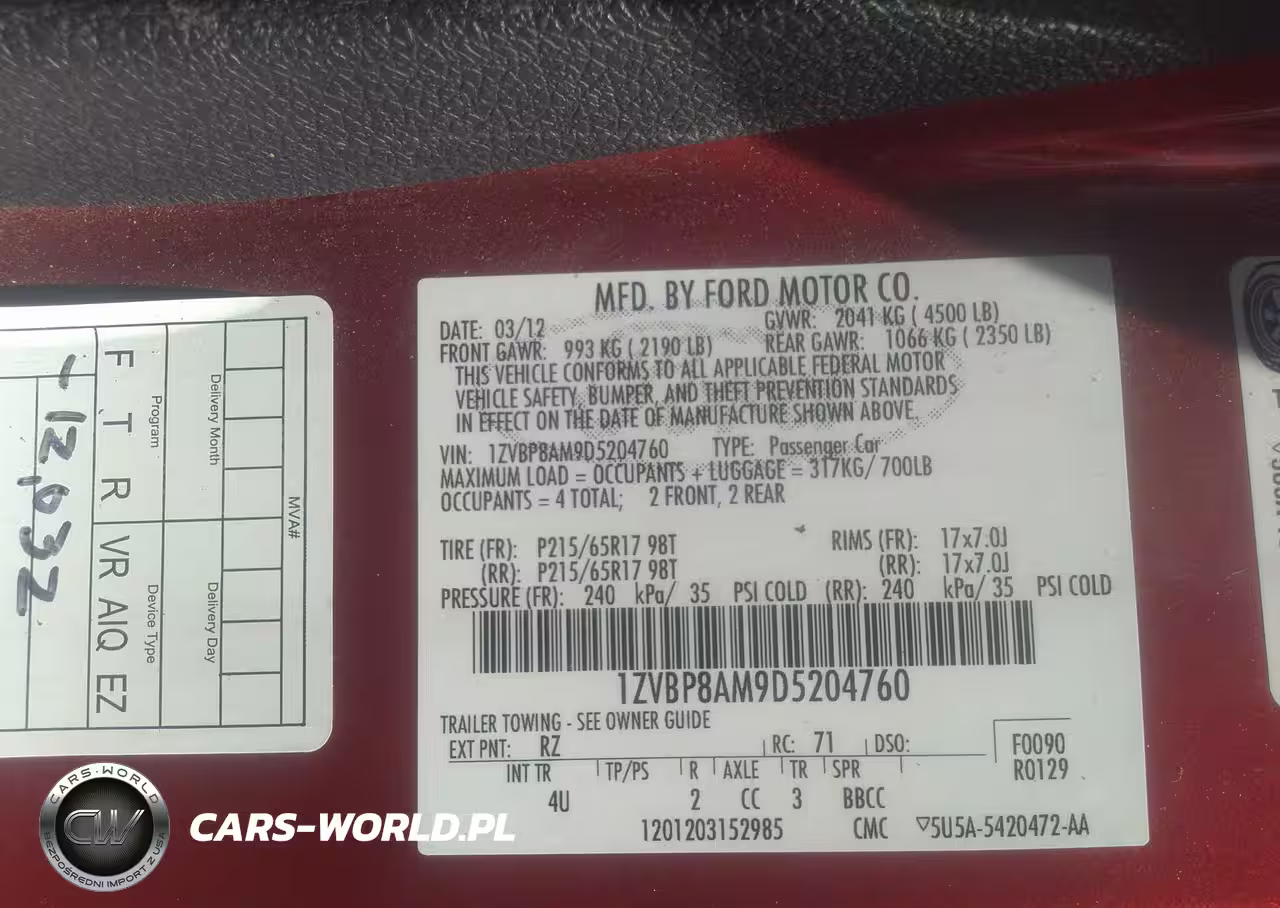 MFD. BY FORD MOTOR CO.
DATE: 03/12 GVWR: 2041 KG ( 4500 LB)
FRONT GAWR: 993 KG ( 2190 LB) REAR GAWR: 1066 KG ( 2350 LB)
THIS VEHICLE CONFORMS TO ALL APPLICABLE FEDERAL MOTOR
VEHICLE SAFETY, BUMPER, AND THEFT PREVENTION STANDARDS
IN EFFECT ON THE DATE OF MANUFACTURE SHOWN ABOVE.
VIN: 1ZVBP8AM9D5204760 TYPE: Passenger Car
MAXIMUM LOAD = OCCUPANTS + LUGGAGE = 317KG/ 700LB
OCCUPANTS = 4 TOTAL; 2 FRONT, 2 REAR
TIRE (FR): P215/65R17 98T RIMS (FR): 17x7.0J
(RR): P215/65R17 98T (RR): 17x7.0J
PRESSURE (FR): 240 kPa/ 35 PSI COLD (RR): 240 kPa/ 35 PSI COLD
1ZVBP8AM9D5204760
TRAILER TOWING - SEE OWNER GUIDE
EXT PNT: RZ RC: 71 DSO: F0090
R0129
INT TR TP/PS R AXLE TR SPR
4U 2 CC 3 BBCC
1201203152985 CMC ▽5U5A-5420472-AA
MVA#
Delivery Month Delivery Day
Program Device Type
F T R VR AIQ EZ
- 12,032
CARS-WORLD
CW
BEZPOŚREDNI IMPORT Z USA
CARS-WORLD.PL